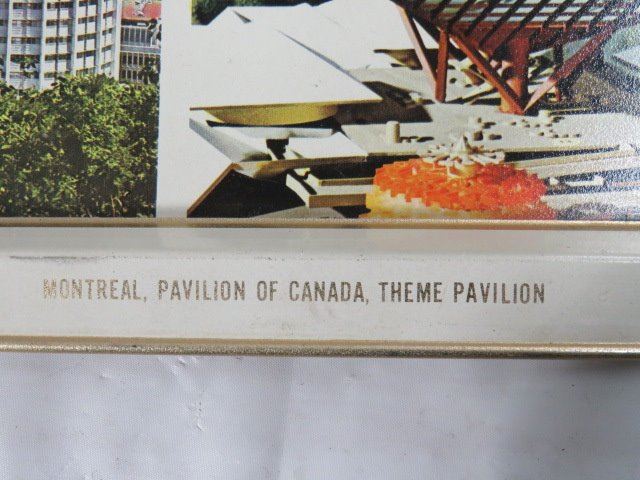 MONTREAL, PAVILION OF CANADA, THEME PAVILION